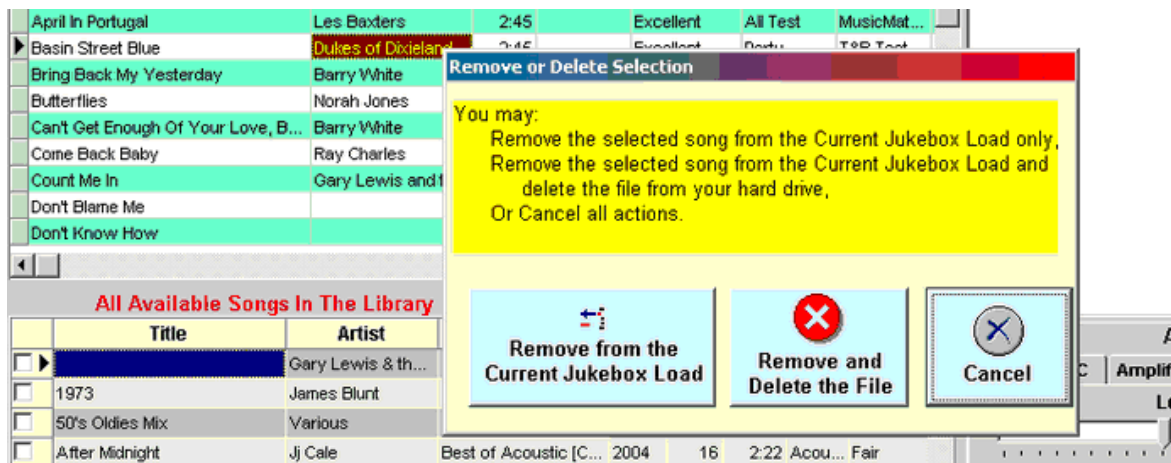 April In Portugal Les Baxters 2:45 Excellent All Test MusicMat...
Basin Street Blue Dukes of Dixieland 2:45 Excellent Party
Bring Back My Yesterday Barry White
Butterflies Norah Jones
Can't Get Enough Of Your Love, B... Barry White
Come Back Baby Ray Charles
Count Me In Gary Lewis and t
Don't Blame Me
Don't Know How
Remove or Delete Selection
You may:
Remove the selected song from the Current Jukebox Load only,
Remove the selected song from the Current Jukebox Load and
delete the file from your hard drive,
Or Cancel all actions.
Remove from the
Current Jukebox Load
Remove and
Delete the File
Cancel
All Available Songs In The Library
Title Artist
Gary Lewis & th...
1973 James Blunt
50's Oldies Mix Various
After Midnight Jj Cale Best of Acoustic [C... 2004 16 2:22 Acou... Fair
A
C Amplif
Le